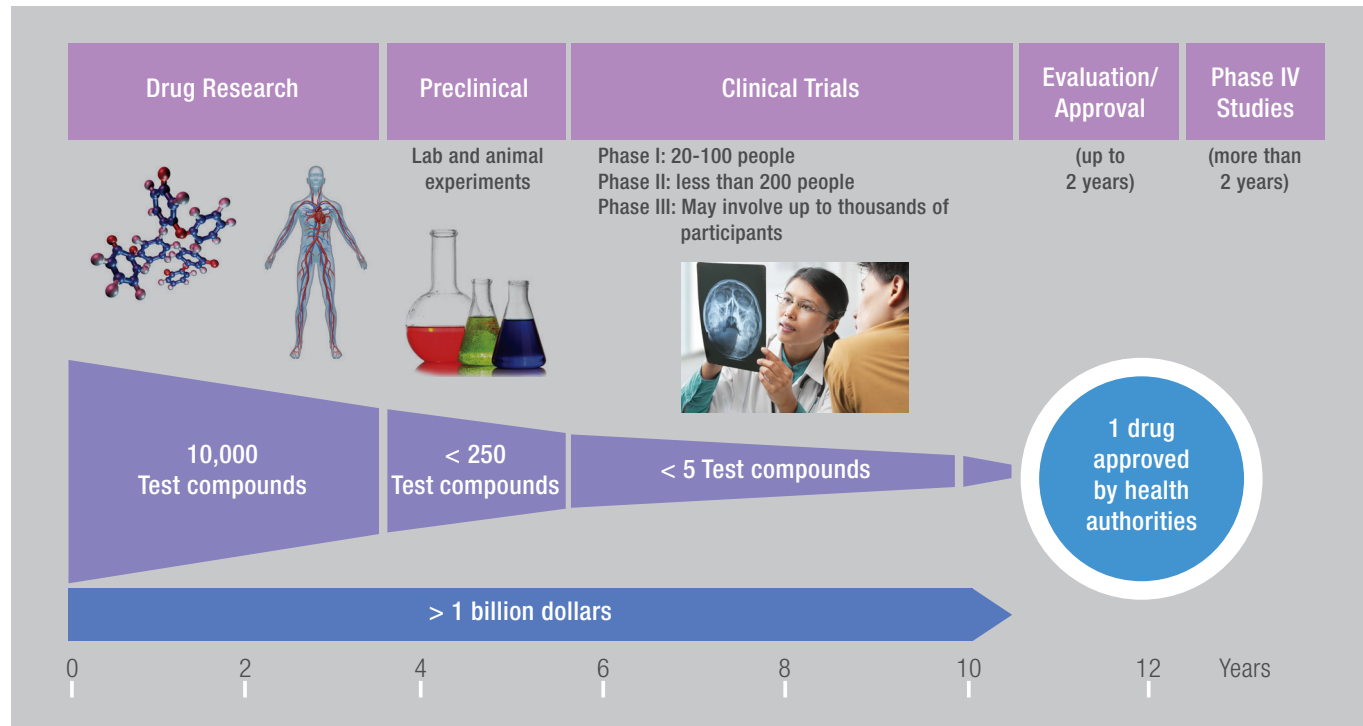 Drug Research
Preclinical
Clinical Trials
Evaluation/
Approval
Phase IV
Studies
Lab and animal
experiments
Phase I: 20-100 people
Phase II: less than 200 people
Phase III: May involve up to thousands of
participants
(up to
2 years)
(more than
2 years)
10,000
Test compounds
< 250
Test compounds
< 5 Test compounds
1 drug
approved
by health
authorities
> 1 billion dollars
0 2 4 6 8 10 12 Years